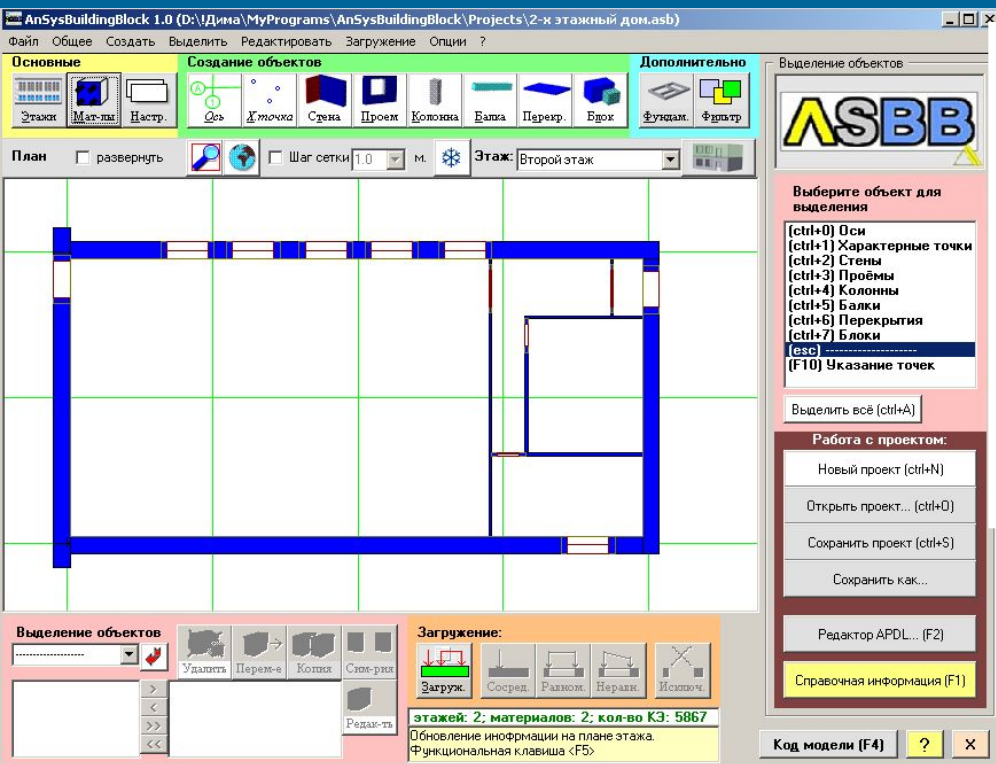 AnSysBuildingBlock 1.0 (D:\!Дима\MyPrograms\AnSysBuildingBlock\Projects\2-х этажный дом.asb)
Файл Общее Создать Выделить Редактировать Загружение Опции ?
Основные
Создание объектов
Дополнительно
Этажи
Мат-лы
Настр.
Ось
Хточка
Стена
Проем
Колонна
Балка
Перекр.
Блок
Фундам.
Фильтр
План
развернуть
Шаг сетки 1.0 м.
Этаж: Второй этаж
Выделение объектов
ASBB
Выберите объект для
выделения
(ctrl+0) Оси
(ctrl+1) Характерные точки
(ctrl+2) Стены
(ctrl+3) Проёмы
(ctrl+4) Колонны
(ctrl+5) Балки
(ctrl+6) Перекрытия
(ctrl+7) Блоки
(esc) --------------------
(F10) Указание точек
Выделить всё (ctrl+A)
Работа с проектом:
Новый проект (ctrl+N)
Открыть проект... (ctrl+O)
Сохранить проект (ctrl+S)
Сохранить как...
Редактор APDL... (F2)
Справочная информация (F1)
Код модели (F4)
?
X
Выделение объектов
--------------------
Удалить
Перем-е
Копия
Сим-рия
Редак-ть
>
<
>>
<<
Загружение:
Загруж.
Сосред.
Равном.
Неравн.
Исключ.
этажей: 2; материалов: 2; кол-во КЭ: 5867
Обновление инофрмации на плане этажа.
Функциональная клавиша <F5>